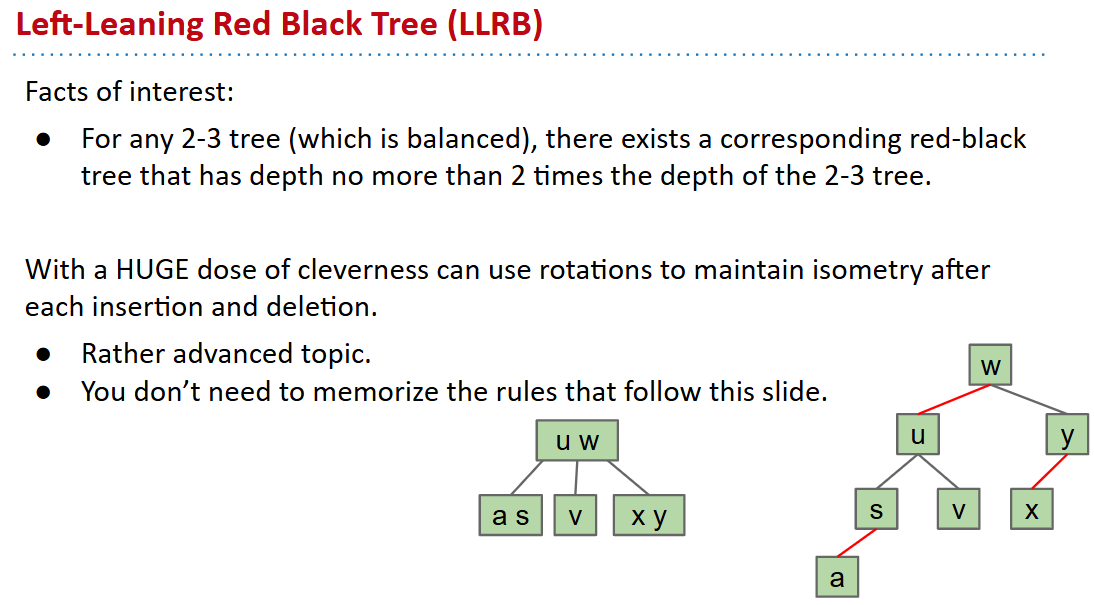 Left-Leaning Red Black Tree (LLRB)
Facts of interest:
● For any 2-3 tree (which is balanced), there exists a corresponding red-black
tree that has depth no more than 2 times the depth of the 2-3 tree.
With a HUGE dose of cleverness can use rotations to maintain isometry after
each insertion and deletion.
● Rather advanced topic.
● You don’t need to memorize the rules that follow this slide.
u w
a s v x y
w
u y
s v x
a